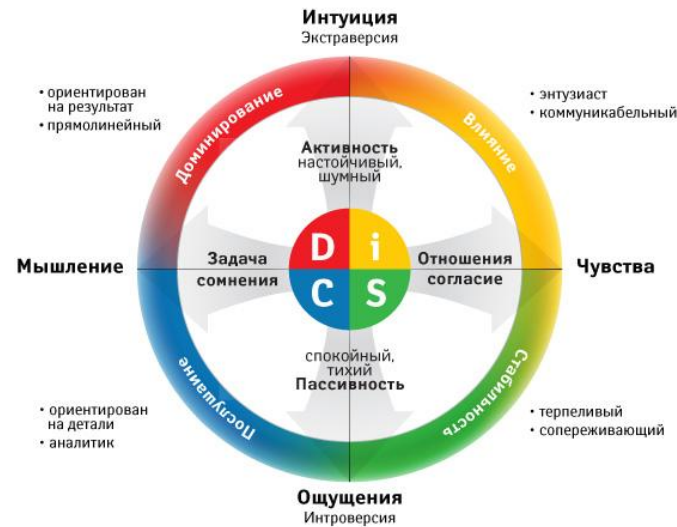 Интуиция
Экстраверсия
• ориентирован
на результат
• прямолинейный
• энтузиаст
• коммуникабельный
Доминирование
Влияние
Активность
настойчивый,
шумный
Мышление
Задача
сомнения
D i
C S
Отношения
согласие
Чувства
спокойный,
тихий
Пассивность
Послушаине
Стабильность
• ориентирован
на детали
• аналитик
• терпеливый
• сопереживающий
Ощущения
Интроверсия